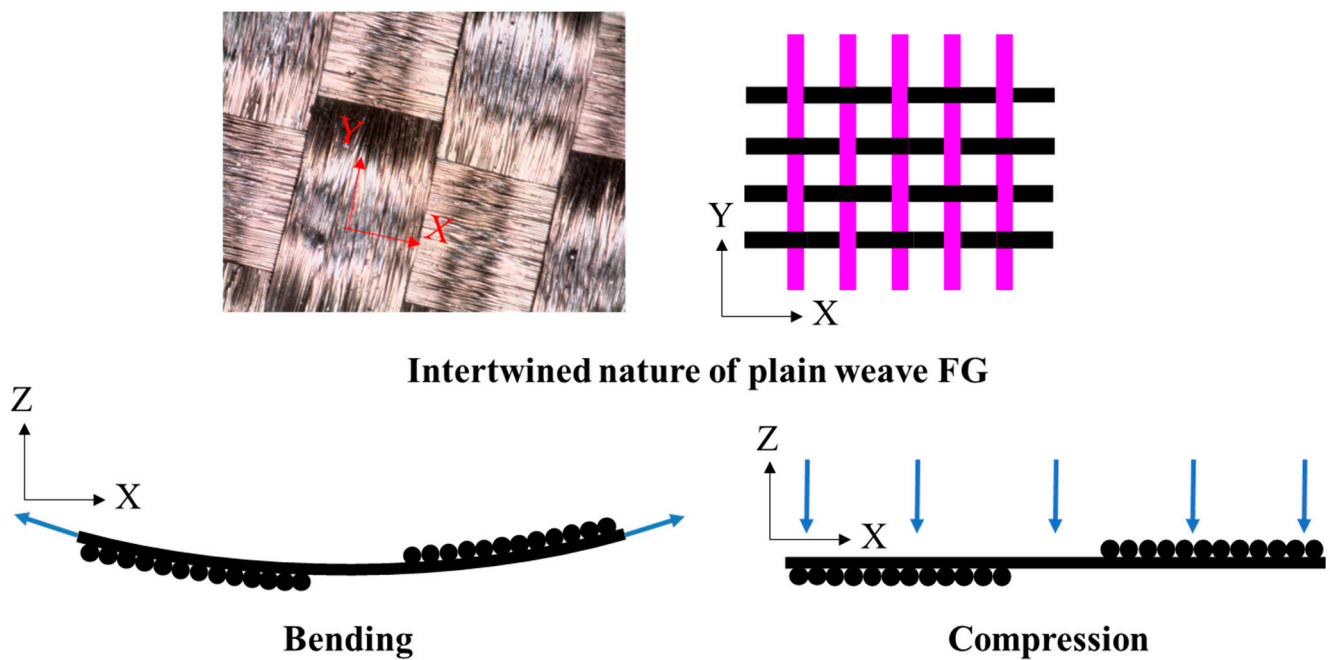 Y
X
Y
X
Intertwined nature of plain weave FG
Z
X
Z
X
Bending
Compression